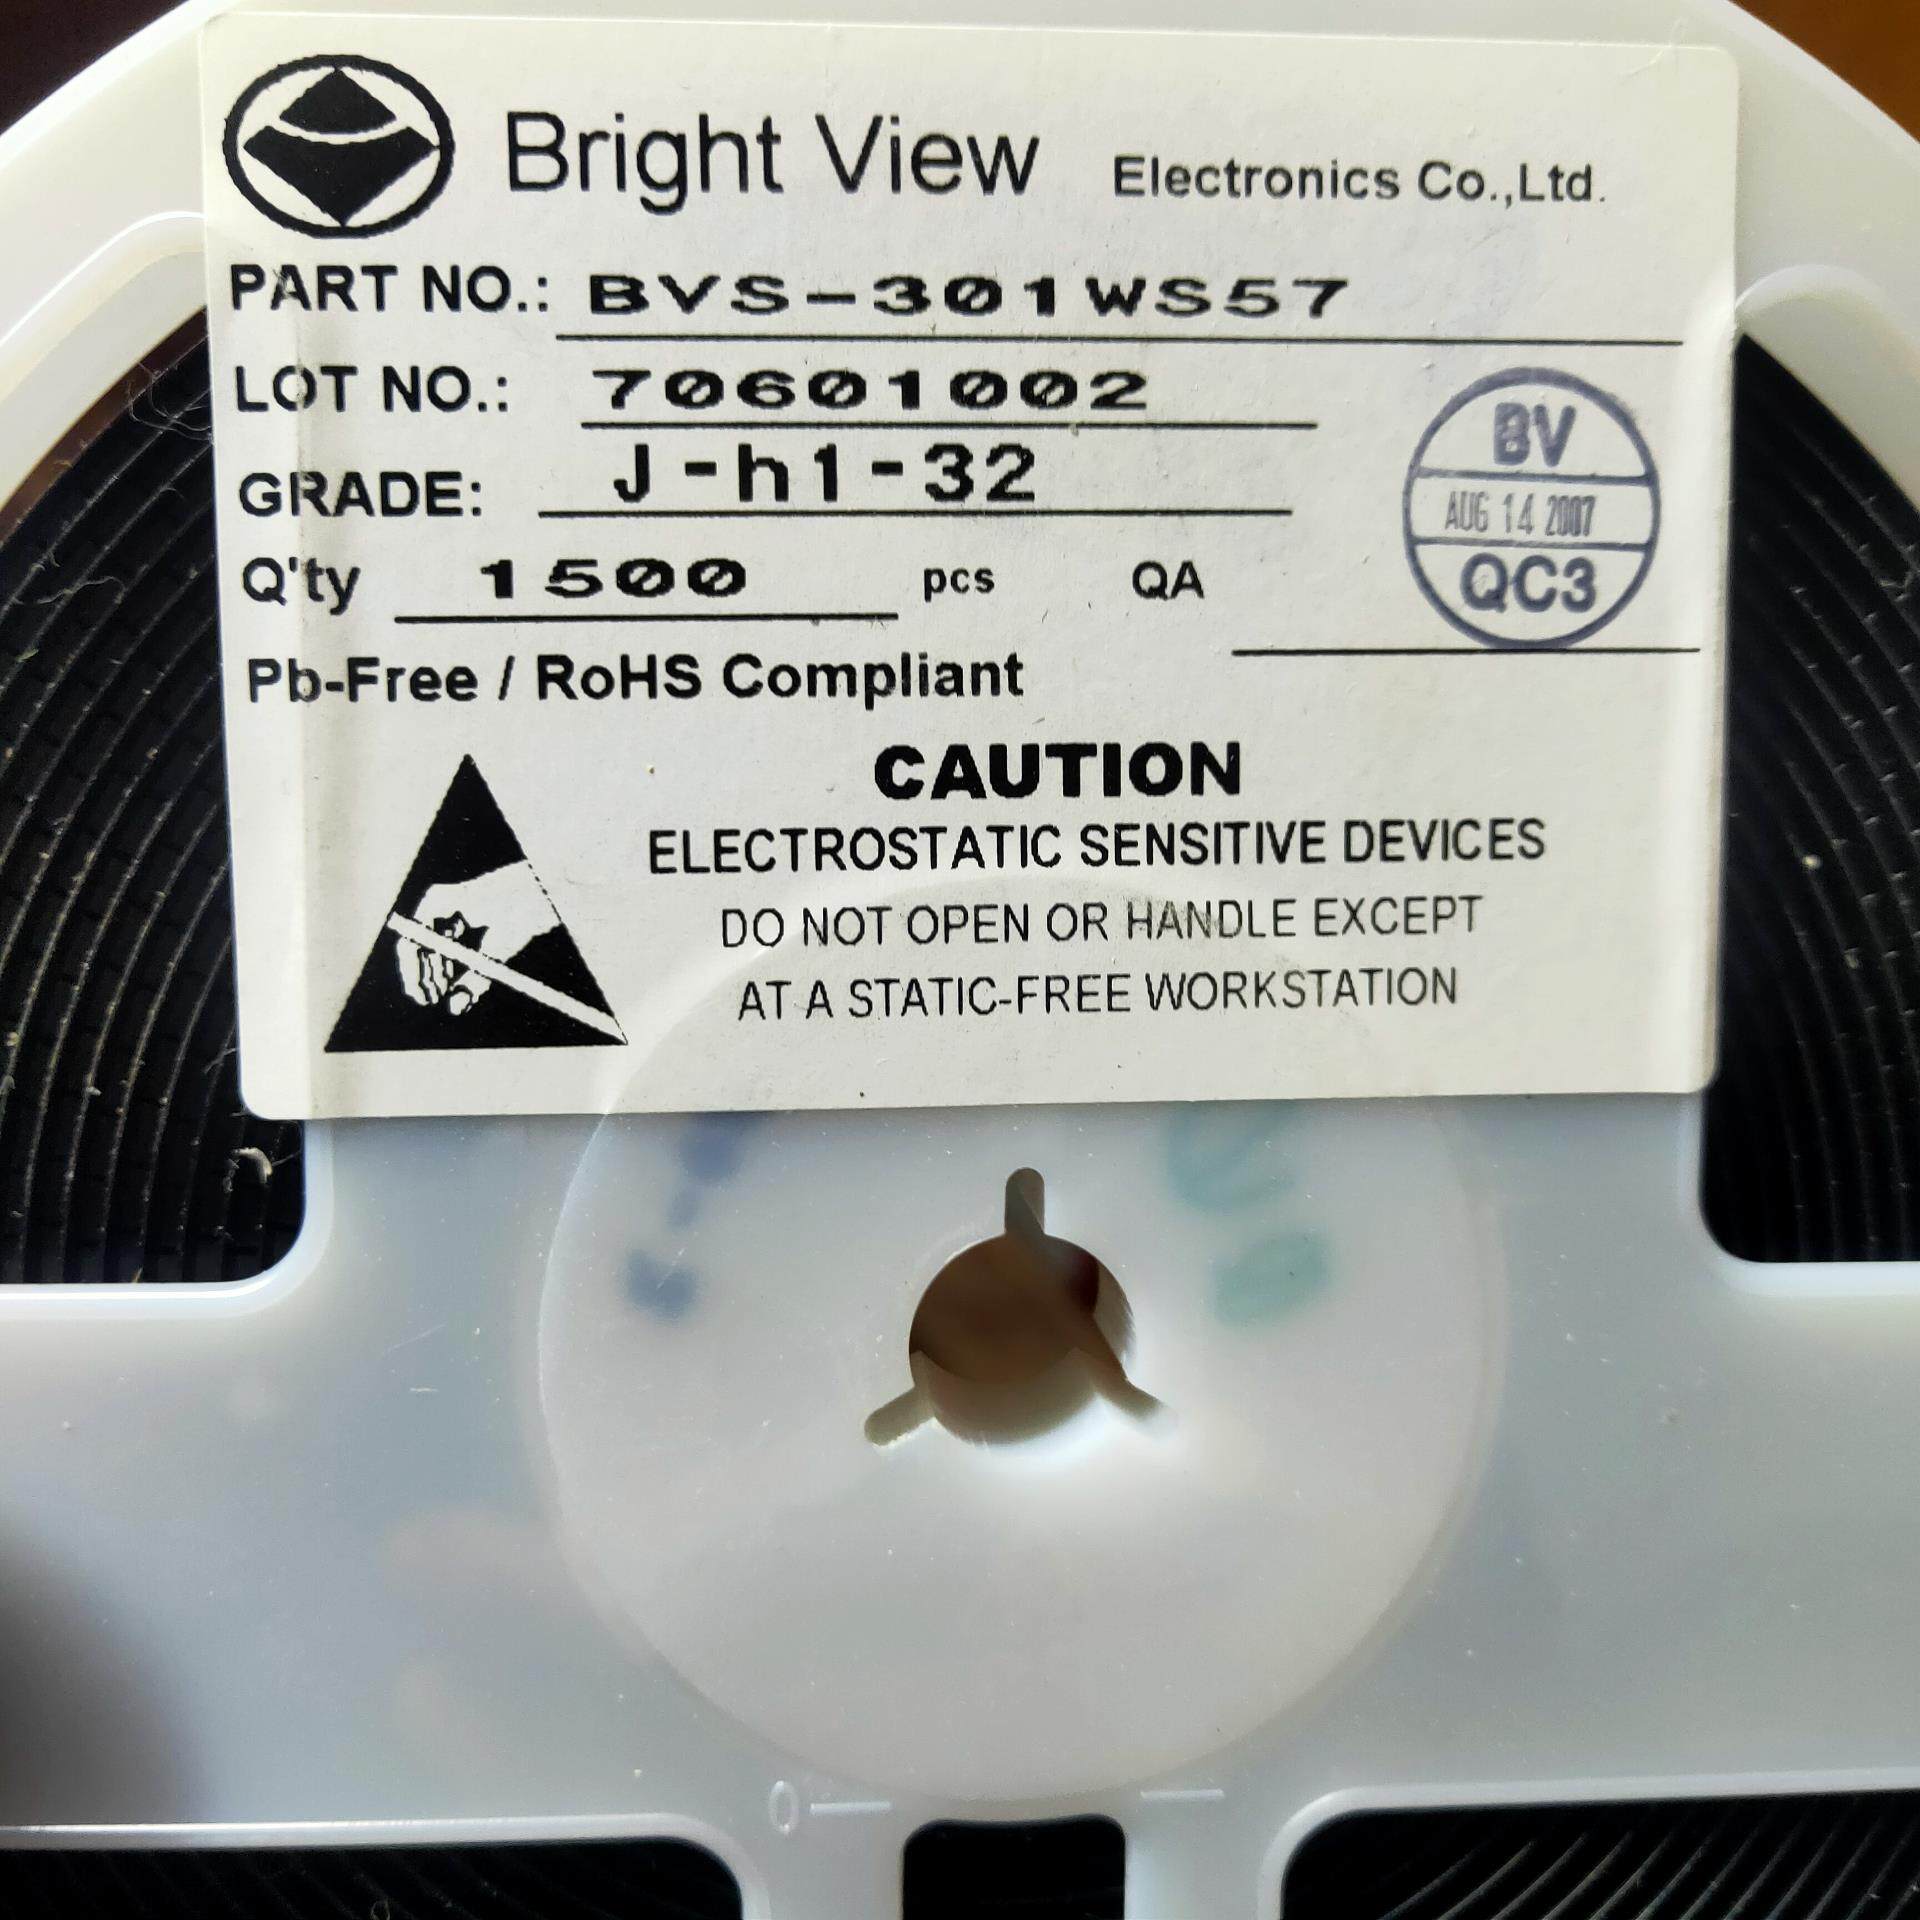 Bright View Electronics Co.,Ltd.
PART NO.: BVS-301WS57
LOT NO.: 70601002
GRADE: J-h1-32
BV
AUG 14 2007
QC3
Q'ty 1500 pcs QA
Pb-Free / RoHS Compliant
CAUTION
ELECTROSTATIC SENSITIVE DEVICES
DO NOT OPEN OR HANDLE EXCEPT
AT A STATIC-FREE WORKSTATION
0